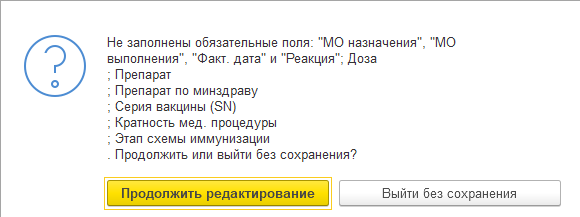 Не заполнены обязательные поля: "МО назначения", "МО
выполнения", "Факт. дата" и "Реакция"; Доза
; Препарат
; Препарат по минздраву
; Серия вакцины (SN)
; Кратность мед. процедуры
; Этап схемы иммунизации
. Продолжить или выйти без сохранения?
Продолжить редактирование
Выйти без сохранения